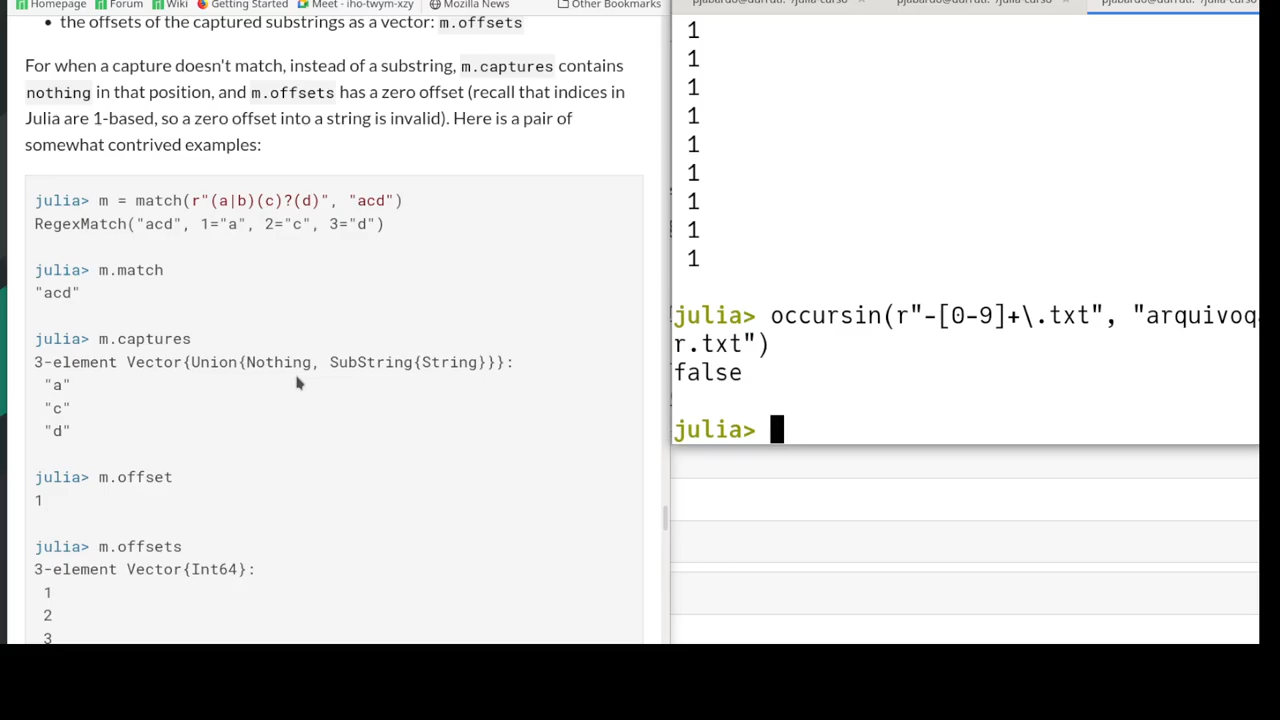 Homepage Forum Wiki Getting Started Meet - iho-twym-xzy Mozilla News Other Bookmarks
the offsets of the captured substrings as a vector: m.offsets
For when a capture doesn't match, instead of a substring, m.captures contains
nothing in that position, and m.offsets has a zero offset (recall that indices in
Julia are 1-based, so a zero offset into a string is invalid). Here is a pair of
somewhat contrived examples:
julia> m = match(r"(a|b)(c)?(d)", "acd")
RegexMatch("acd", 1="a", 2="c", 3="d")
julia> m.match
"acd"
julia> m.captures
3-element Vector{Union{Nothing, SubString{String}}}:
"a"
"c"
"d"
julia> m.offset
1
julia> m.offsets
3-element Vector{Int64}:
1
2
3
1
1
1
1
1
1
1
1
1
julia> occursin(r"-[0-9]+\.txt", "arquivoq
r.txt")
false
julia>